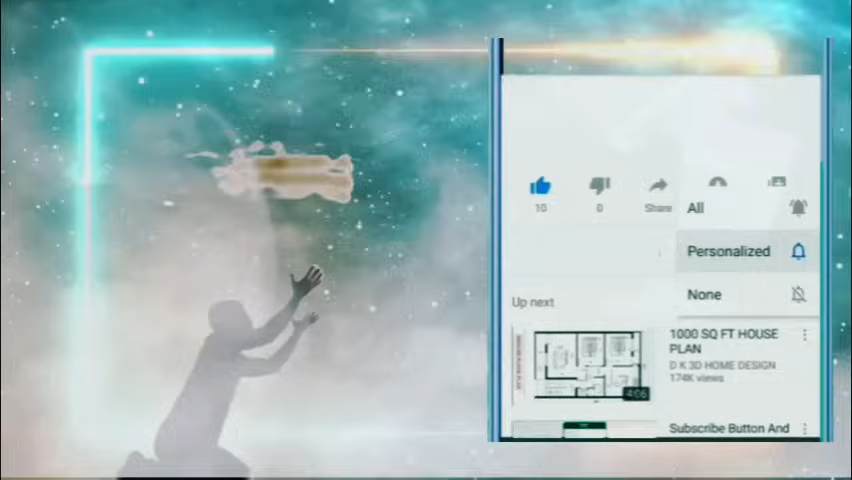 10
0
Share
All
Personalized
None
Up next
1000 SQ FT HOUSE
PLAN
D K 3D HOME DESIGN
174K views
4:06
Subscribe Button And